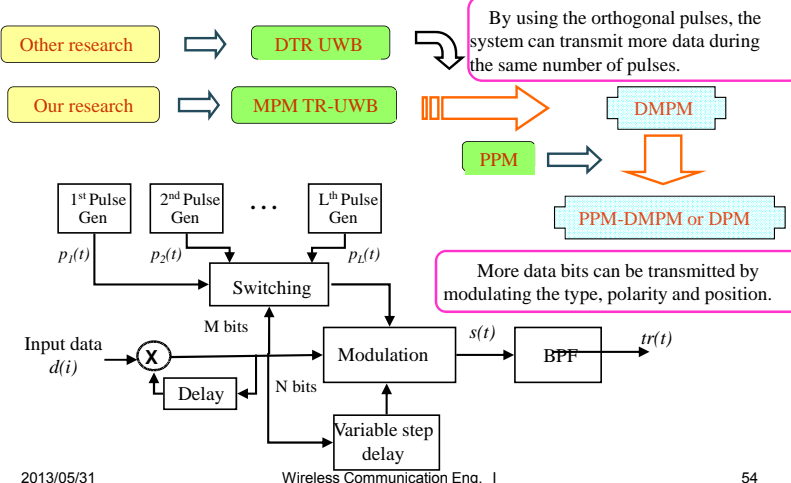 Other research
DTR UWB
By using the orthogonal pulses, the
system can transmit more data during
the same number of pulses.
Our research
MPM TR-UWB
DMPM
PPM
PPM-DMPM or DPM
1st Pulse
Gen
2nd Pulse
Gen
...
Lth Pulse
Gen
p1(t)
p2(t)
pL(t)
Switching
More data bits can be transmitted by
modulating the type, polarity and position.
M bits
Input data
d(i)
X
Modulation
s(t)
BPF
tr(t)
Delay
N bits
Variable step
delay
2013/05/31
Wireless Communication Eng. I
54